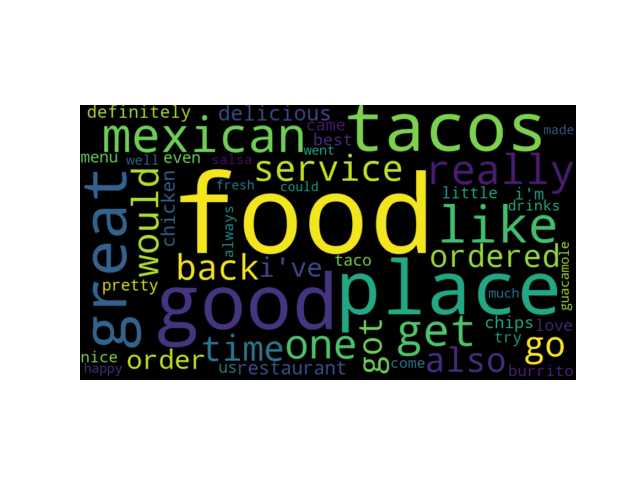 definitely delicious tacos
mexican came made
best
went
menu well even salsa service really
great would chicken fresh could little i'm
food drinks
always like
back i've taco ordered guacamole
pretty good place much
got get chips love
time one try go
nice order us restaurant come also
happy burrito